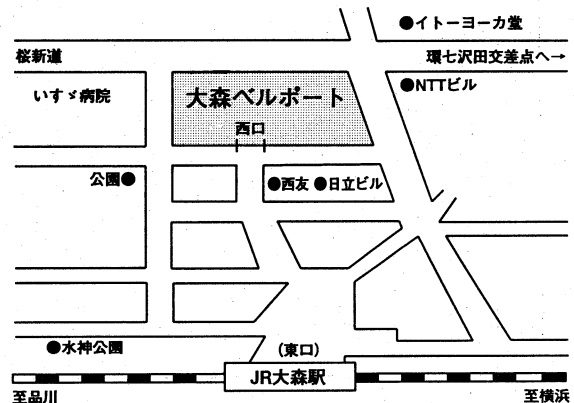 ●イトーヨーカ堂
桜新道
環七沢田交差点へ→
いすゞ病院
大森ベルポート
●NTTビル
西口
公園●
●西友 ●日立ビル
●水神公園
(東口)
JR大森駅
至品川
至横浜